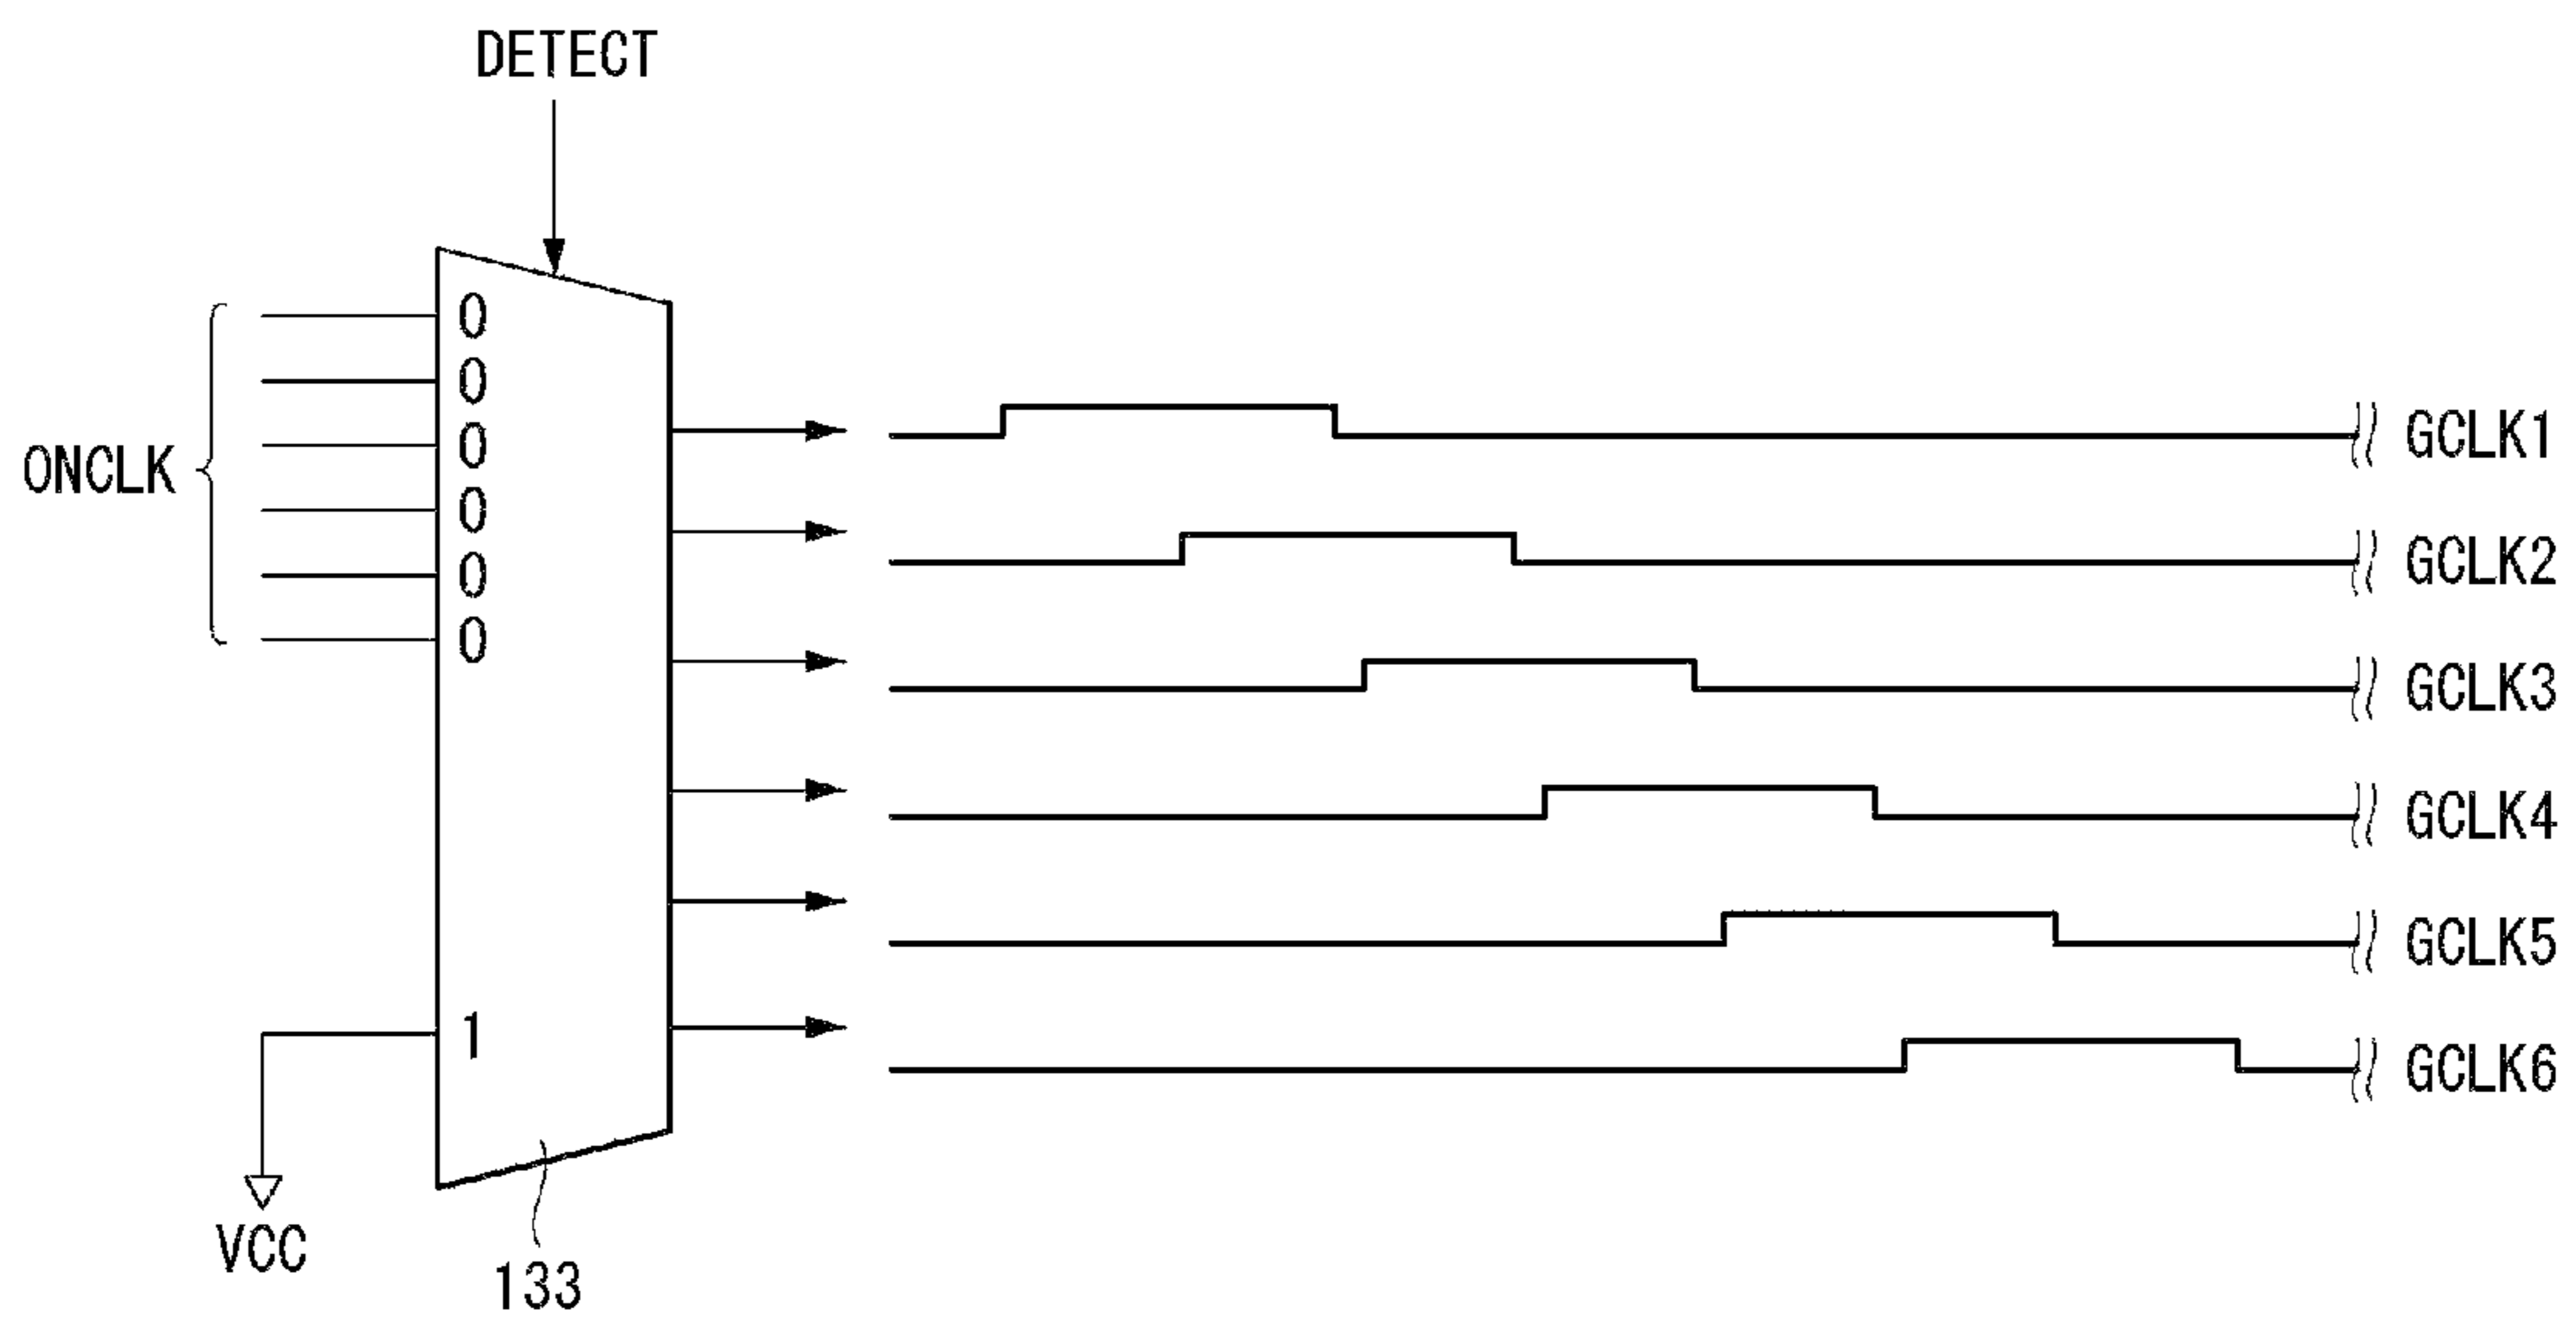 DETECT
ONCLK
0
0
0
0
0
0
1
VCC
133
GCLK1
GCLK2
GCLK3
GCLK4
GCLK5
GCLK6